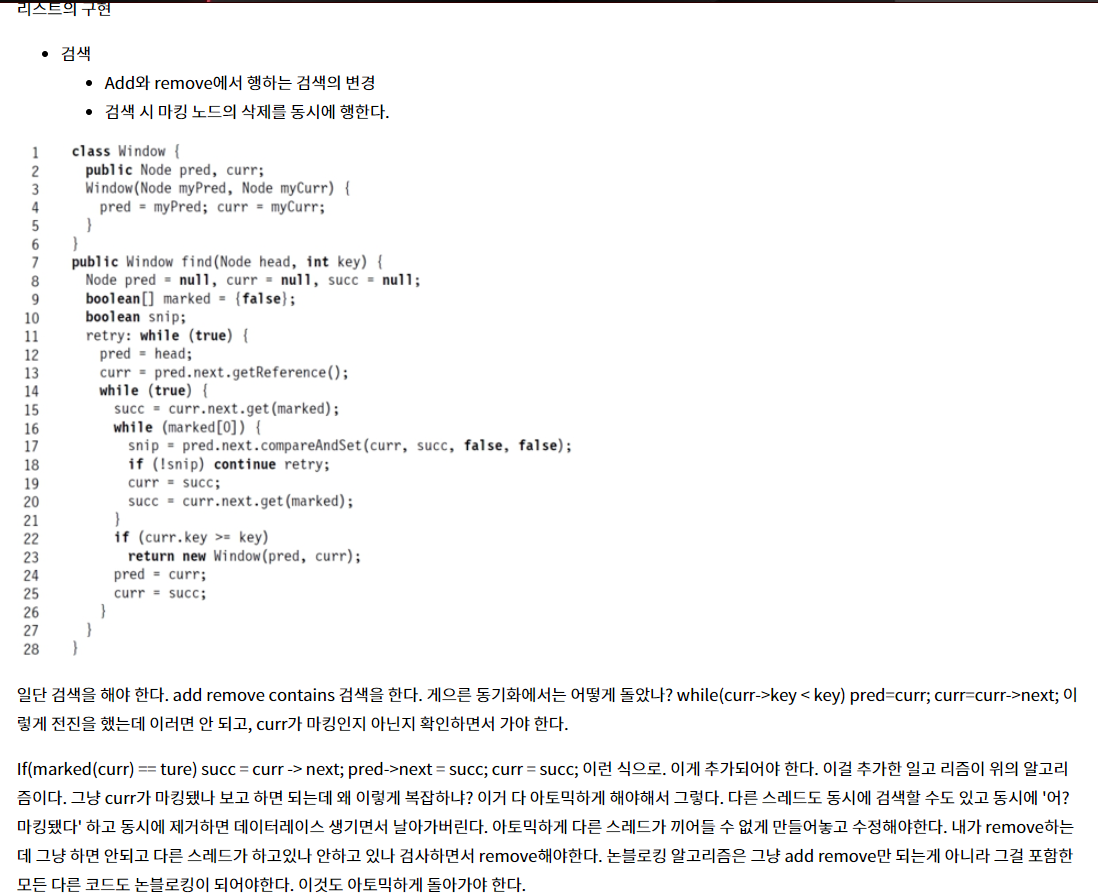 리스트의 구현
• 검색
• Add와 remove에서 행하는 검색의 변경
• 검색 시 마킹 노드의 삭제를 동시에 행한다.
1 class Window {
2 public Node pred, curr;
3 Window(Node myPred, Node myCurr) {
4 pred = myPred; curr = myCurr;
5 }
6 }
7 public Window find(Node head, int key) {
8 Node pred = null, curr = null, succ = null;
9 boolean[] marked = {false};
10 boolean snip;
11 retry: while (true) {
12 pred = head;
13 curr = pred.next.getReference();
14 while (true) {
15 succ = curr.next.get(marked);
16 while (marked[0]) {
17 snip = pred.next.compareAndSet(curr, succ, false, false);
18 if (!snip) continue retry;
19 curr = succ;
20 succ = curr.next.get(marked);
21 }
22 if (curr.key >= key)
23 return new Window(pred, curr);
24 pred = curr;
25 curr = succ;
26 }
27 }
28 }
일단 검색을 해야 한다. add remove contains 검색을 한다. 게으른 동기화에서는 어떻게 돌았나? while(curr->key < key) pred=curr; curr=curr->next; 이
렇게 전진을 했는데 이러면 안 되고, curr가 마킹인지 아닌지 확인하면서 가야 한다.
If(marked(curr) == ture) succ = curr -> next; pred->next = succ; curr = succ; 이런 식으로. 이게 추가되어야 한다. 이걸 추가한 일고 리즘이 위의 알고리
즘이다. 그냥 curr가 마킹됐나 보고 하면 되는데 왜 이렇게 복잡하냐? 이거 다 아토믹하게 해야해서 그렇다. 다른 스레드도 동시에 검색할 수도 있고 동시에 '어?
마킹됐다' 하고 동시에 제거하면 데이터레이스 생기면서 날아가버린다. 아토믹하게 다른 스레드가 끼어들 수 없게 만들어놓고 수정해야한다. 내가 remove하는
데 그냥 하면 안되고 다른 스레드가 하고있나 안하고 있나 검사하면서 remove해야한다. 논블로킹 알고리즘은 그냥 add remove만 되는게 아니라 그걸 포함한
모든 다른 코드도 논블로킹이 되어야한다. 이것도 아토믹하게 돌아가야 한다.